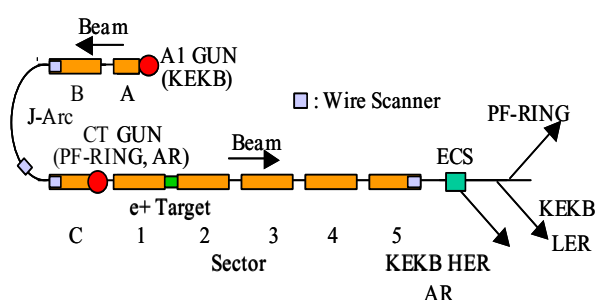 Beam
A1 GUN
(KEKB)
B
A
J-Arc
: Wire Scanner
CT GUN
(PF-RING, AR)
Beam
PF-RING
ECS
e+ Target
KEKB
LER
C
1
2
3
4
5
Sector
KEKB HER
AR